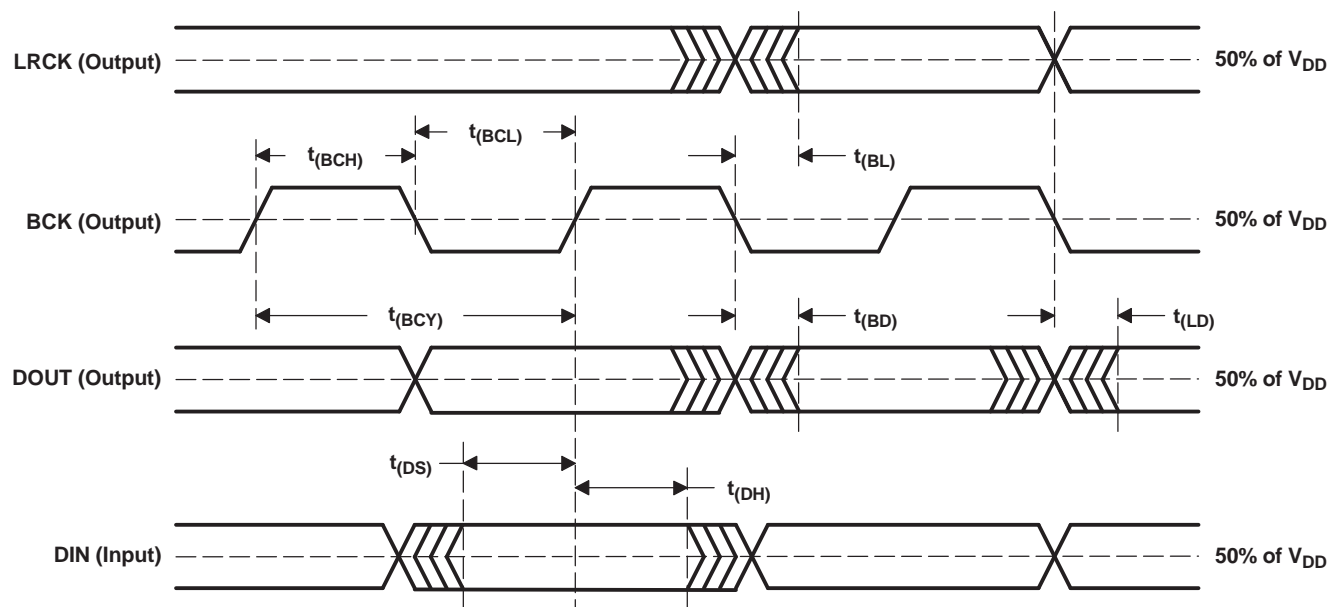 LRCK (Output)
50% of VDD
t(BCH)
t(BCL)
t(BL)
BCK (Output)
50% of VDD
t(BCY)
t(BD)
t(LD)
DOUT (Output)
50% of VDD
t(DS)
t(DH)
DIN (Input)
50% of VDD